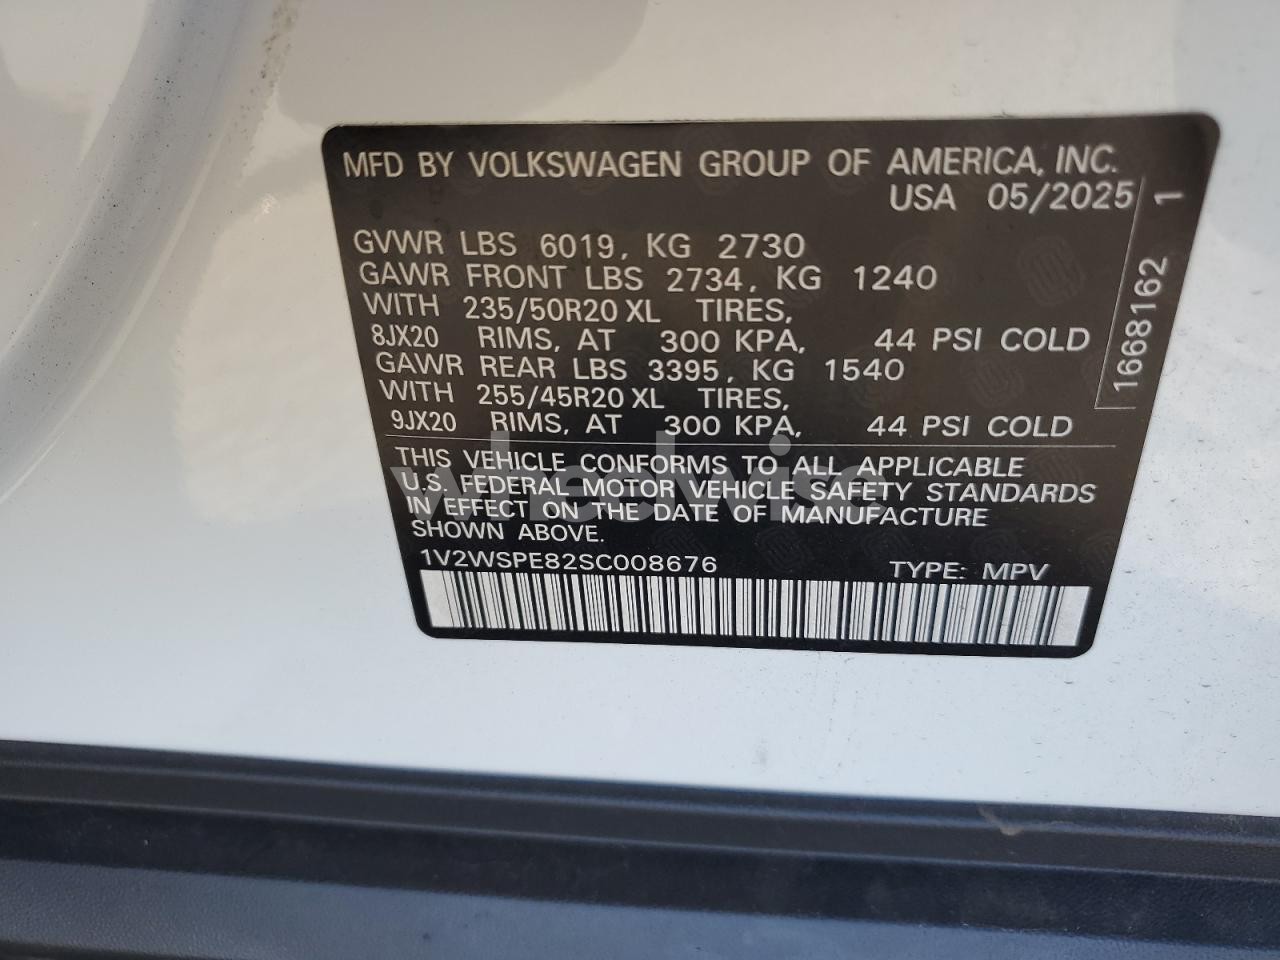 MFD BY VOLKSWAGEN GROUP OF AMERICA, INC.
USA 05/2025
GVWR LBS 6019, KG 2730
GAWR FRONT LBS 2734, KG 1240
WITH 235/50R20 XL TIRES,
8JX20 RIMS, AT 300 KPA, 44 PSI COLD
GAWR REAR LBS 3395, KG 1540
WITH 255/45R20 XL TIRES,
9JX20 RIMS, AT 300 KPA, 44 PSI COLD
THIS VEHICLE CONFORMS TO ALL APPLICABLE
U.S. FEDERAL MOTOR VEHICLE SAFETY STANDARDS
IN EFFECT ON THE DATE OF MANUFACTURE
SHOWN ABOVE.
1V2WSPE82SC008676 TYPE: MPV
1668162 1
wheelwise